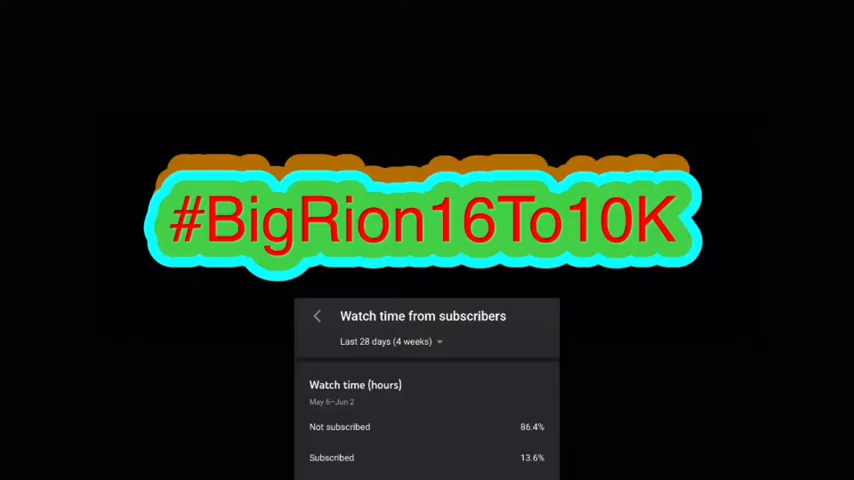 #BigRion16To10K
Watch time from subscribers
Last 28 days (4 weeks)
Watch time (hours)
May 6–Jun 2
Not subscribed 86.4%
Subscribed 13.6%